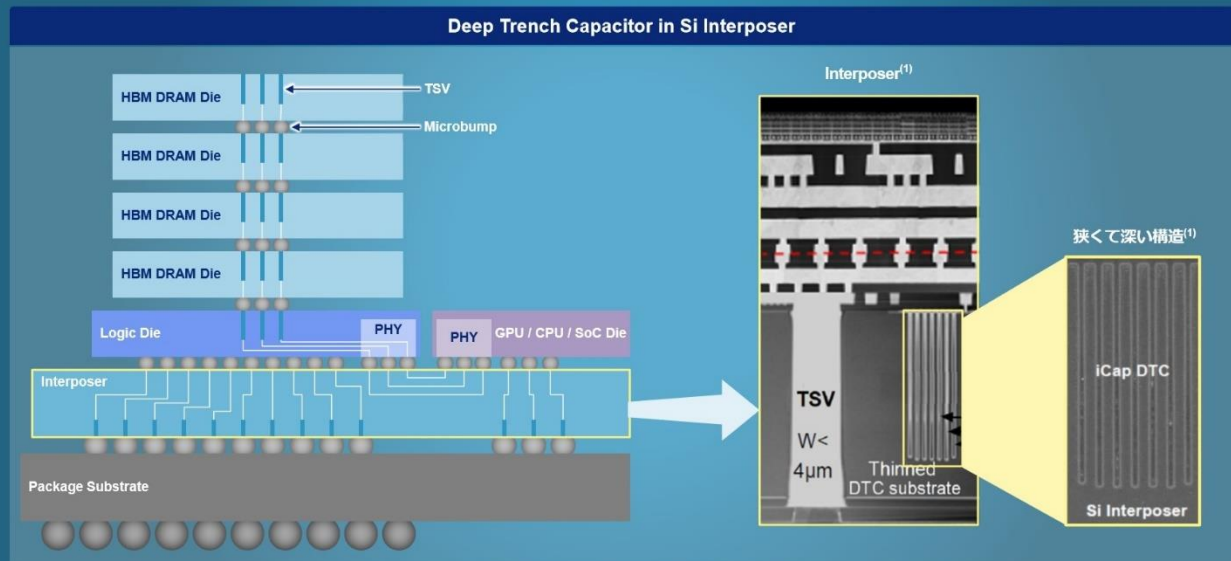 Deep Trench Capacitor in Si Interposer
HBM DRAM Die
TSV
Microbump
HBM DRAM Die
HBM DRAM Die
HBM DRAM Die
Logic Die
PHY
PHY
GPU / CPU / SoC Die
Interposer
Package Substrate
Interposer(1)
TSV
W<
4μm
Thinned
DTC substrate
狭くて深い構造(1)
iCap DTC
Si Interposer